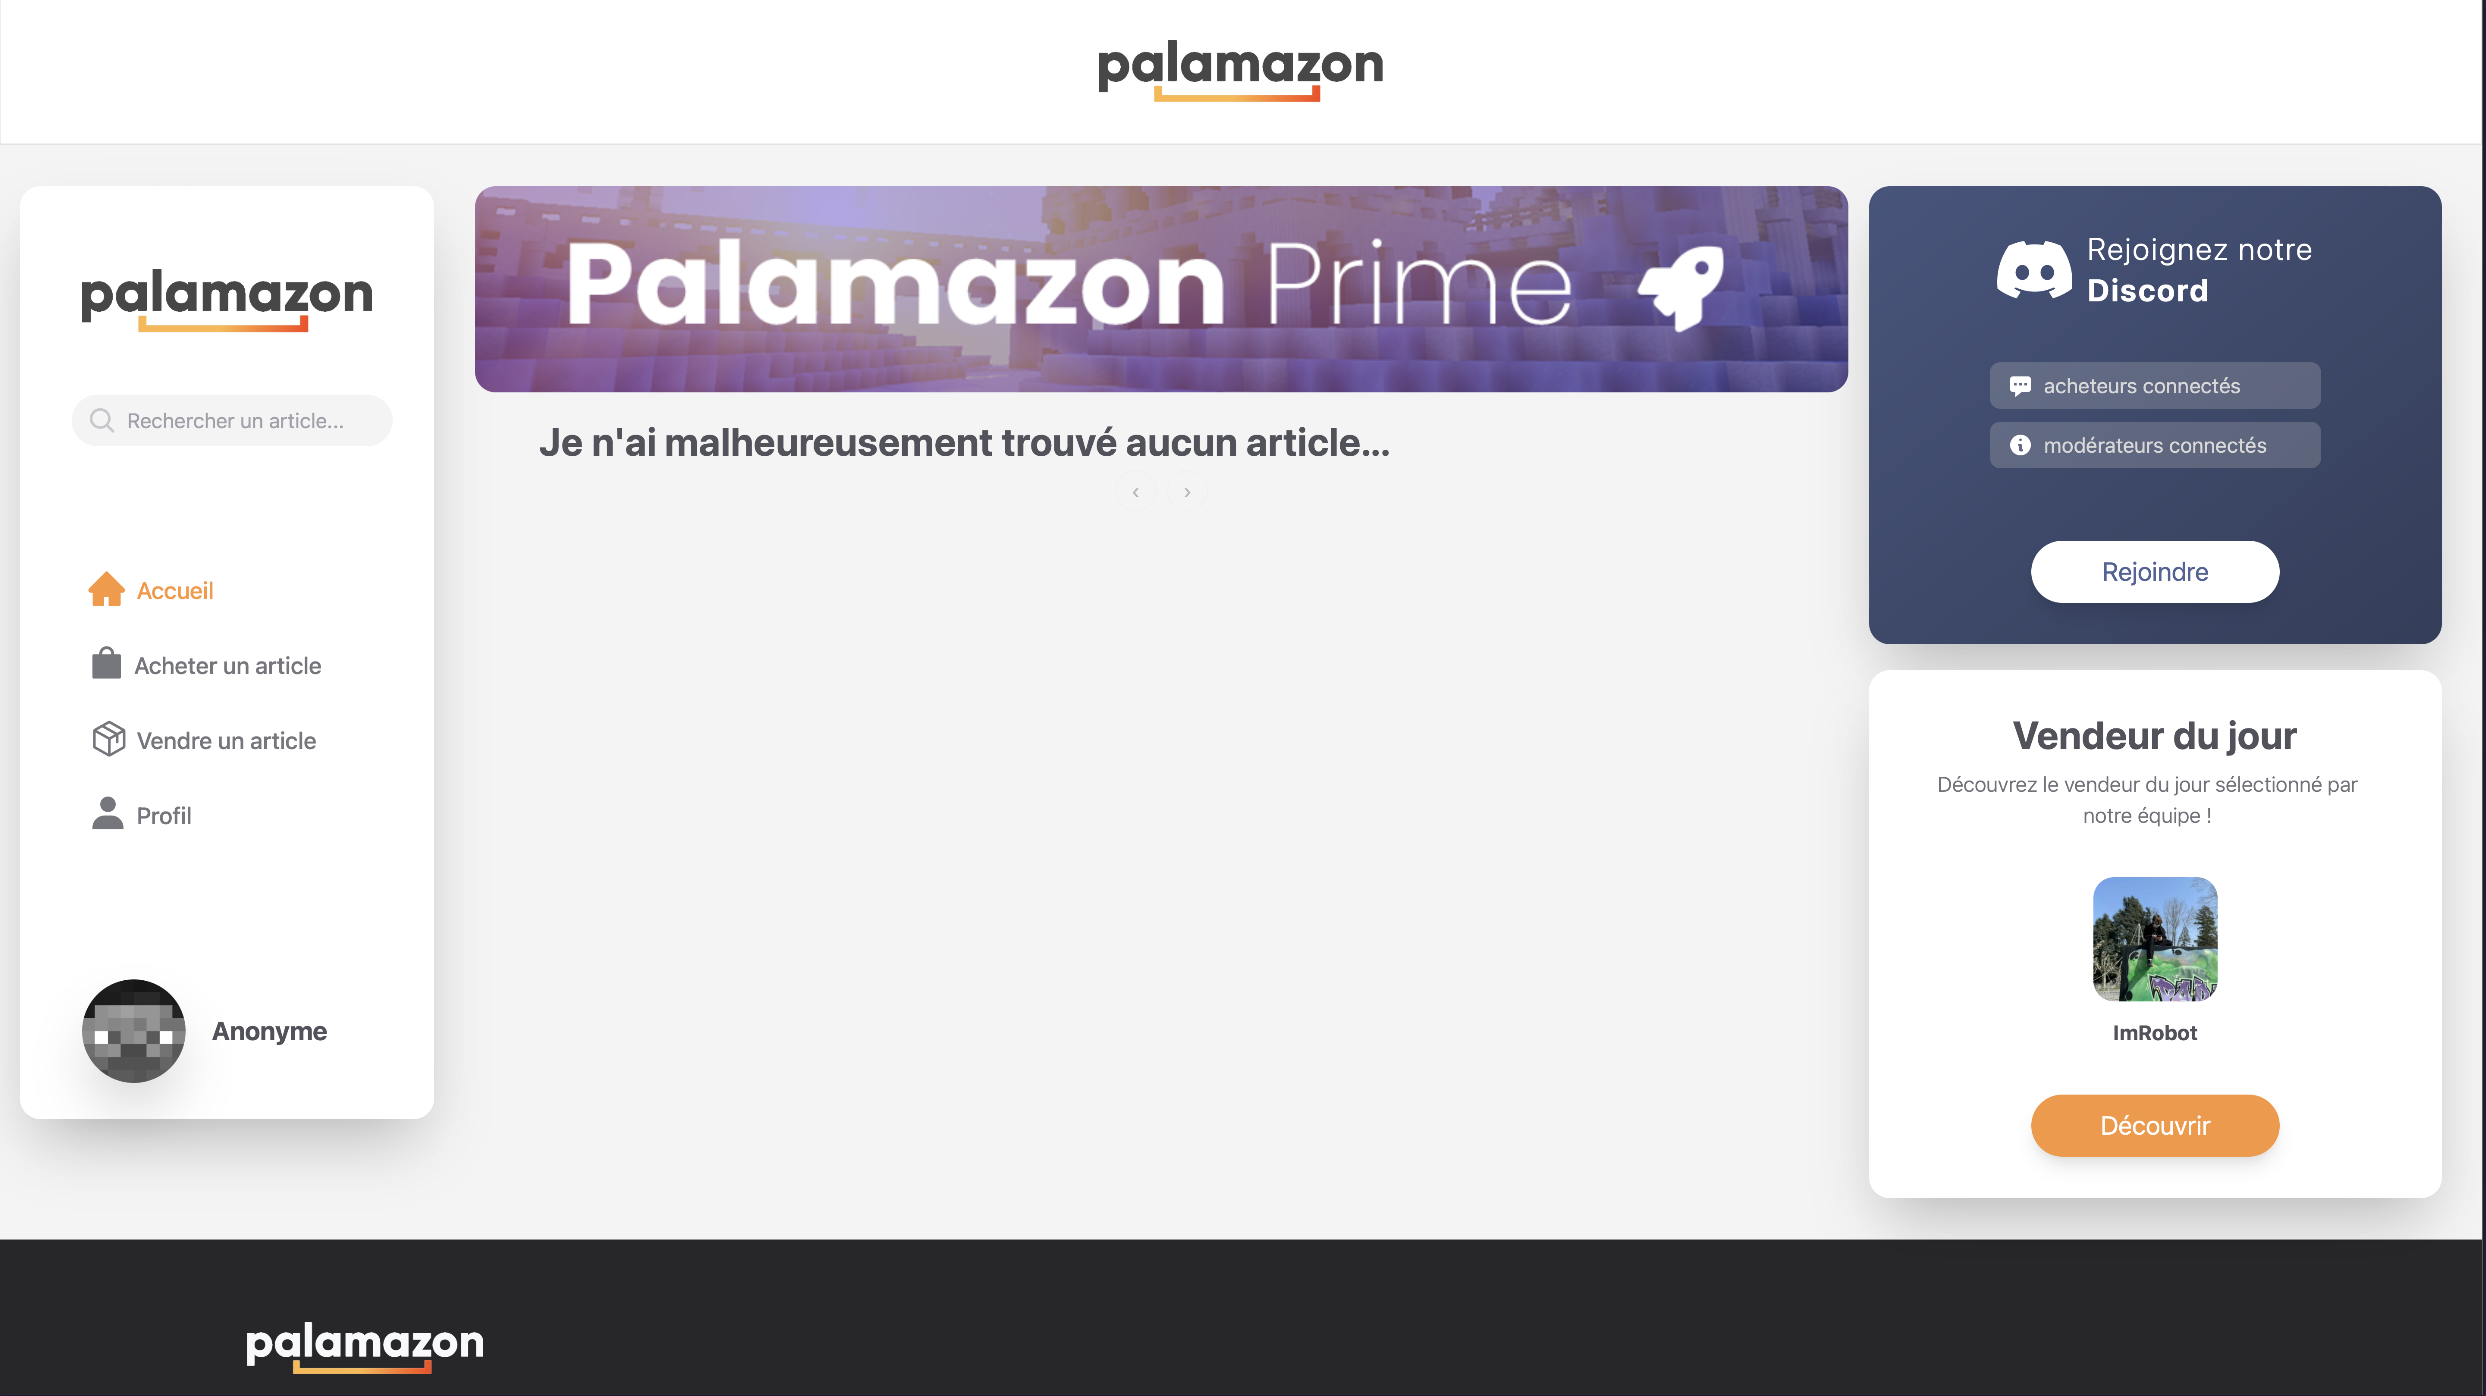 palamazon
palamazon
Rechercher un article...
Accueil
Acheter un article
Vendre un article
Profil
Anonyme
Palamazon Prime
Je n'ai malheureusement trouvé aucun article...
‹ ›
Rejoignez notre
Discord
acheteurs connectés
modérateurs connectés
Rejoindre
Vendeur du jour
Découvrez le vendeur du jour sélectionné par
notre équipe !
ImRobot
Découvrir
palamazon